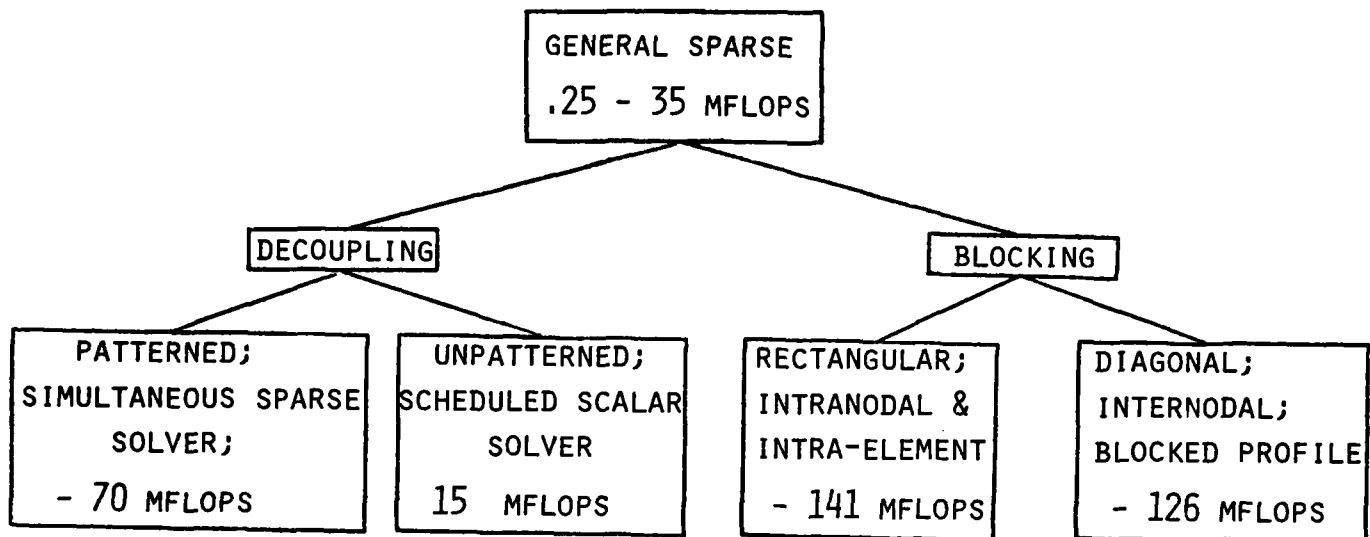 GENERAL SPARSE
.25 - 35 MFLOPS
DECOUPLING
BLOCKING
PATTERNED;
SIMULTANEOUS SPARSE
SOLVER;
- 70 MFLOPS
UNPATTERNED;
SCHEDULED SCALAR
SOLVER
15 MFLOPS
RECTANGULAR;
INTRANODAL &
INTRA-ELEMENT
- 141 MFLOPS
DIAGONAL;
INTERNODAL;
BLOCKED PROFILE
- 126 MFLOPS